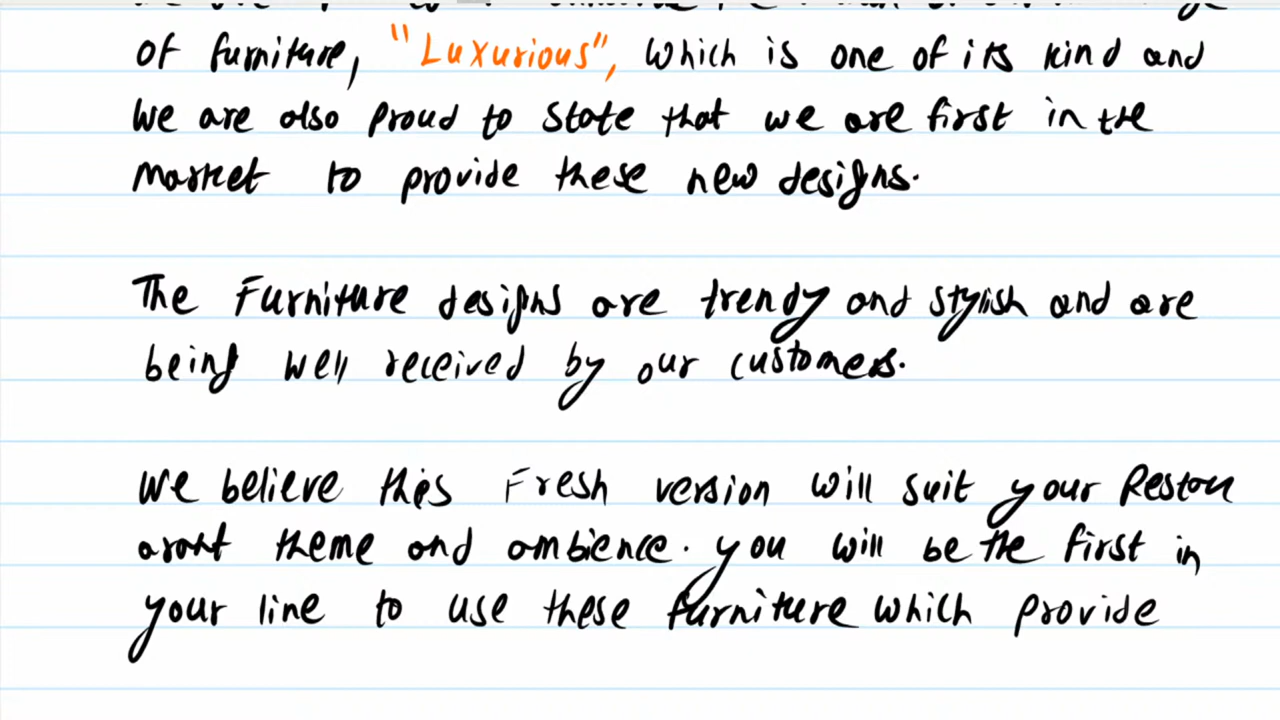 of furniture, "Luxurious", which is one of its kind and
we are also proud to state that we are first in the
market to provide these new designs.
The Furniture designs are trendy and stylish and are
being well received by our customers.
We believe this Fresh version will suit your Restau
arant theme and ambience. you will be the first in
your line to use these furniture which provide